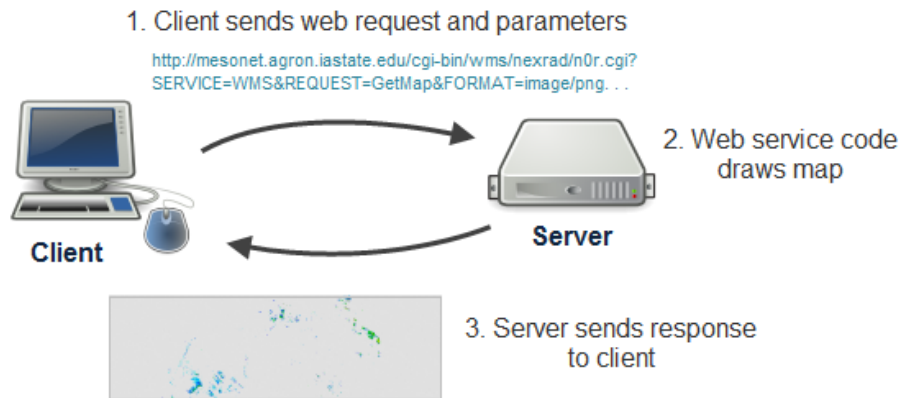 1. Client sends web request and parameters
http://mesonet.agron.iastate.edu/cgi-bin/wms/nexrad/n0r.cgi?
SERVICE=WMS&REQUEST=GetMap&FORMAT=image/png. . .
2. Web service code
draws map
Client
Server
3. Server sends response
to client